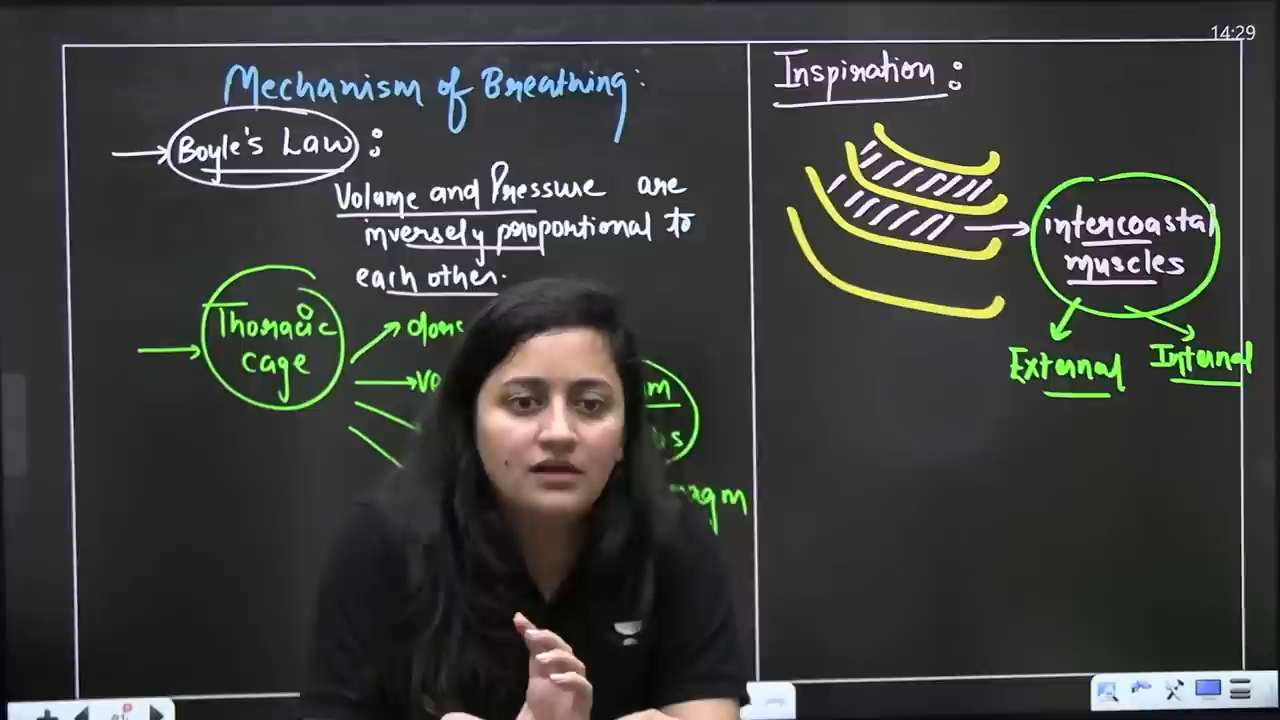 14:29
Mechanism of Breathing:
Boyle's Law :
Volume and Pressure are
inversely proportional to
each other.
Thoracic
cage
Inspiration :
intercoastal
muscles
External
Internal